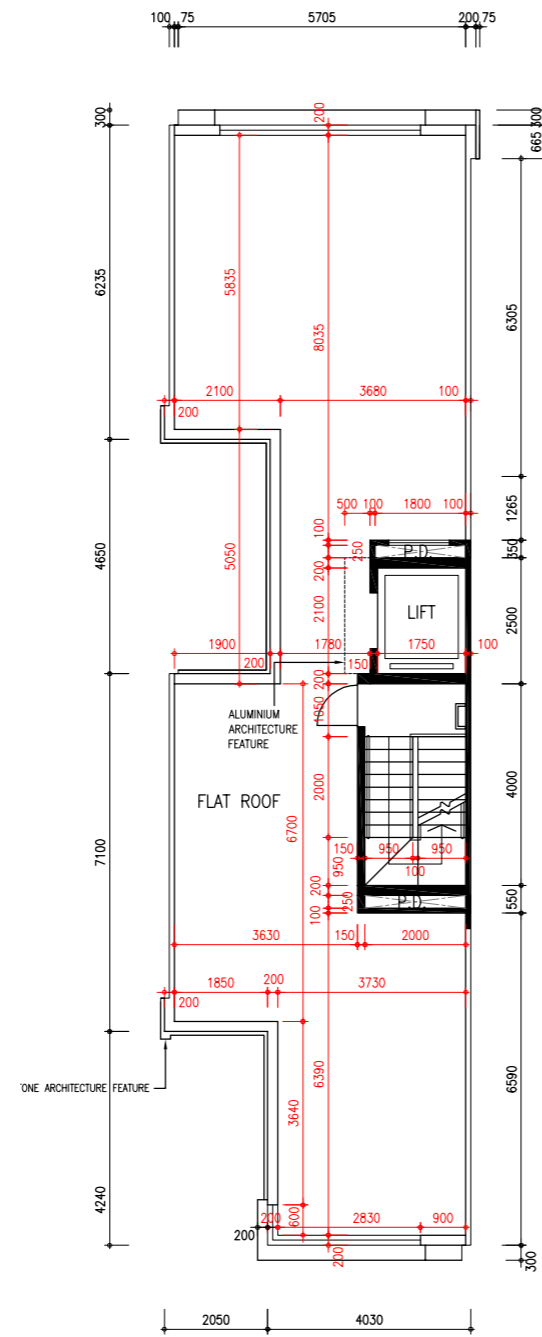 100 75 5705 200 75
300 200 300
665
6235 5835 8035 6305
2100 3680 100
200
500 100 1800 100
1265
100 250 P.D. 350
200
4650 5050 2100 LIFT 2500
1900 1780 1750 100
200 150
200
ALUMINIUM
ARCHITECTURE
FEATURE
1050
2000 4000
FLAT ROOF
7100 6700
150 950 950
950 100
200
100 250 P.D. 550
3630 150 2000
1850 200 3730
200
6390 6590
'ONE ARCHITECTURE FEATURE
3640
4240
600
200 200 2830 900
200 300
2050 4030